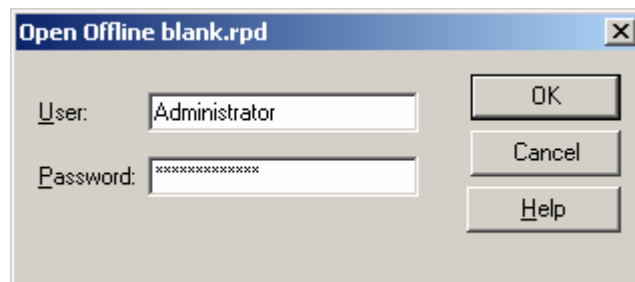 Open Offline blank.rpd
User: Administrator
Password: *************
OK
Cancel
Help